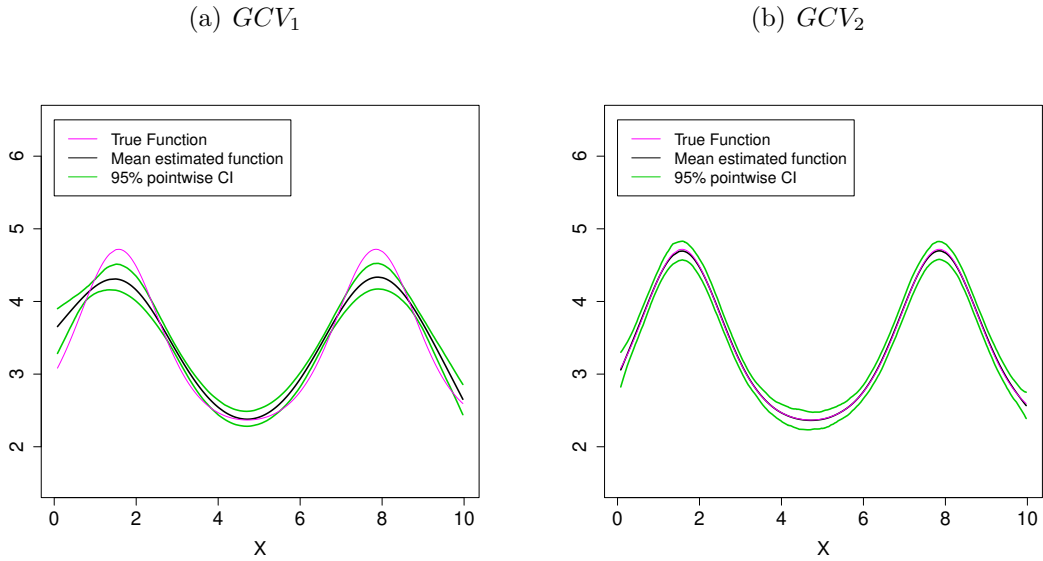 (a) GCV₁
True Function
Mean estimated function
95% pointwise CI
6
5
4
3
2
0 2 4 6 8 10
X
(b) GCV₂
True Function
Mean estimated function
95% pointwise CI
6
5
4
3
2
0 2 4 6 8 10
X